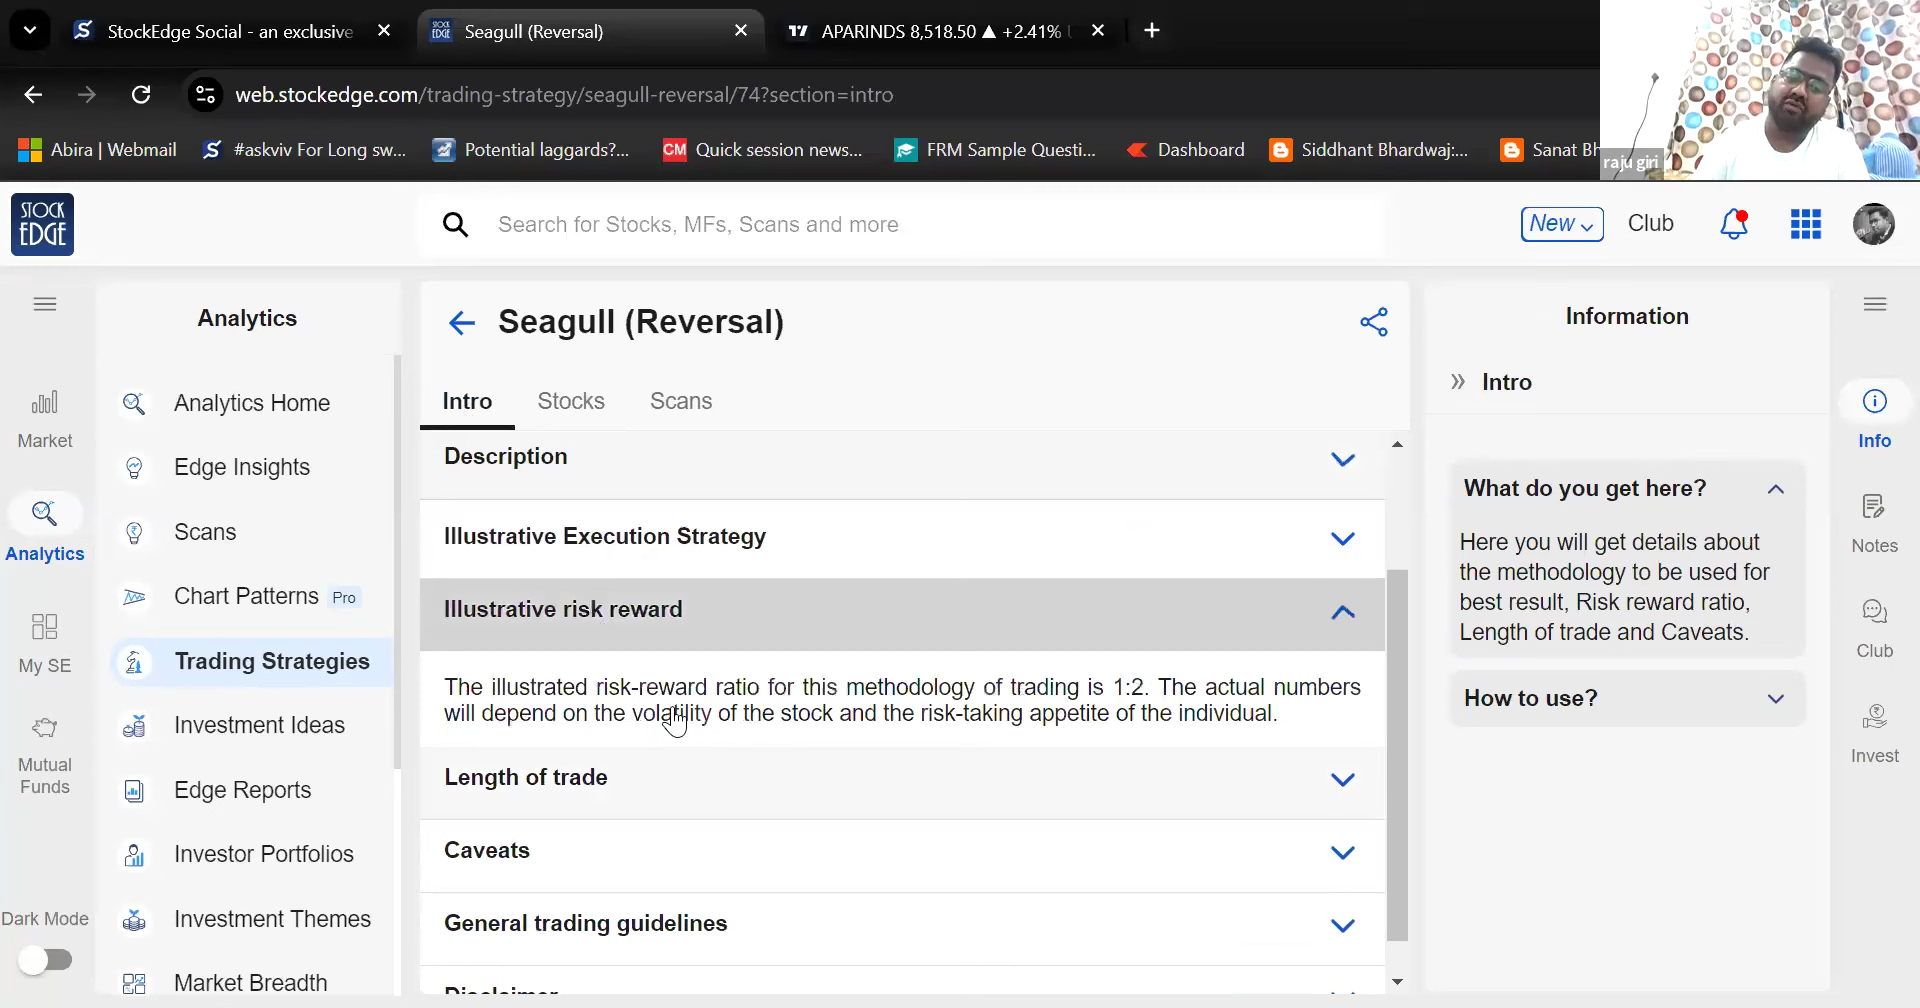 StockEdge Social - an exclusive
Seagull (Reversal)
APARINDS 8,518.50 ▲ +2.41%
web.stockedge.com/trading-strategy/seagull-reversal/74?section=intro
Abira | Webmail
#askviv For Long sw...
Potential laggards?...
CM
Quick session news...
FRM Sample Questi...
Dashboard
Siddhant Bhardwaj:...
Sanat Bh
raju giri
STOCK
EDGE
Search for Stocks, MFs, Scans and more
New
Club
Market
Analytics
My SE
Mutual
Funds
Dark Mode
Analytics
Analytics Home
Edge Insights
Scans
Chart Patterns Pro
Trading Strategies
Investment Ideas
Edge Reports
Investor Portfolios
Investment Themes
Market Breadth
Seagull (Reversal)
Intro Stocks Scans
Description
Illustrative Execution Strategy
Illustrative risk reward
The illustrated risk-reward ratio for this methodology of trading is 1:2. The actual numbers
will depend on the volatility of the stock and the risk-taking appetite of the individual.
Length of trade
Caveats
General trading guidelines
Disclaimer
Information
Intro
What do you get here?
Here you will get details about
the methodology to be used for
best result, Risk reward ratio,
Length of trade and Caveats.
How to use?
Info
Notes
Club
Invest